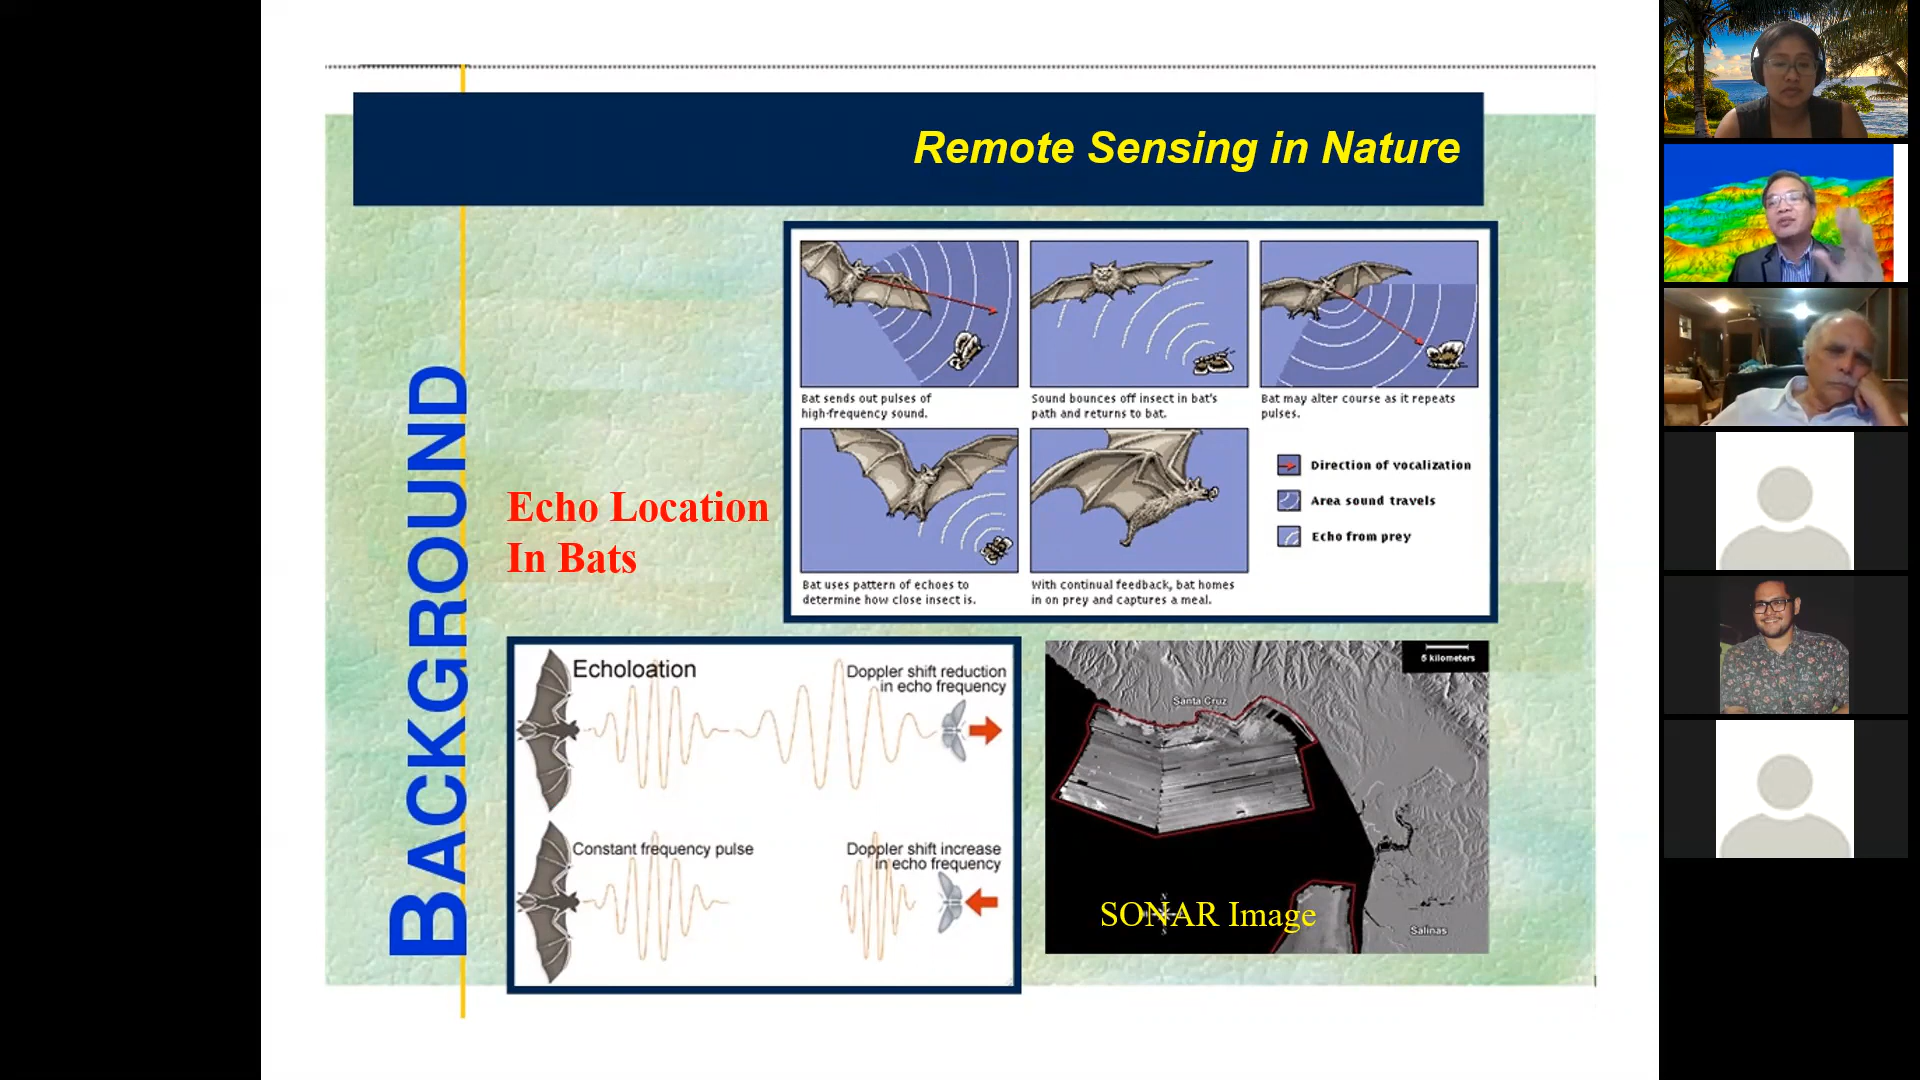 Remote Sensing in Nature
BACKGROUND
Echo Location
In Bats
Bat sends out pulses of
high-frequency sound.
Sound bounces off insect in bat's
path and returns to bat.
Bat may alter course as it repeats
pulses.
Bat uses pattern of echoes to
determine how close insect is.
With continual feedback, bat homes
in on prey and captures a meal.
Direction of vocalization
Area sound travels
Echo from prey
Echoloation
Doppler shift reduction
in echo frequency
Constant frequency pulse
Doppler shift increase
in echo frequency
5 kilometers
Santa Cruz
SONAR Image
Salinas